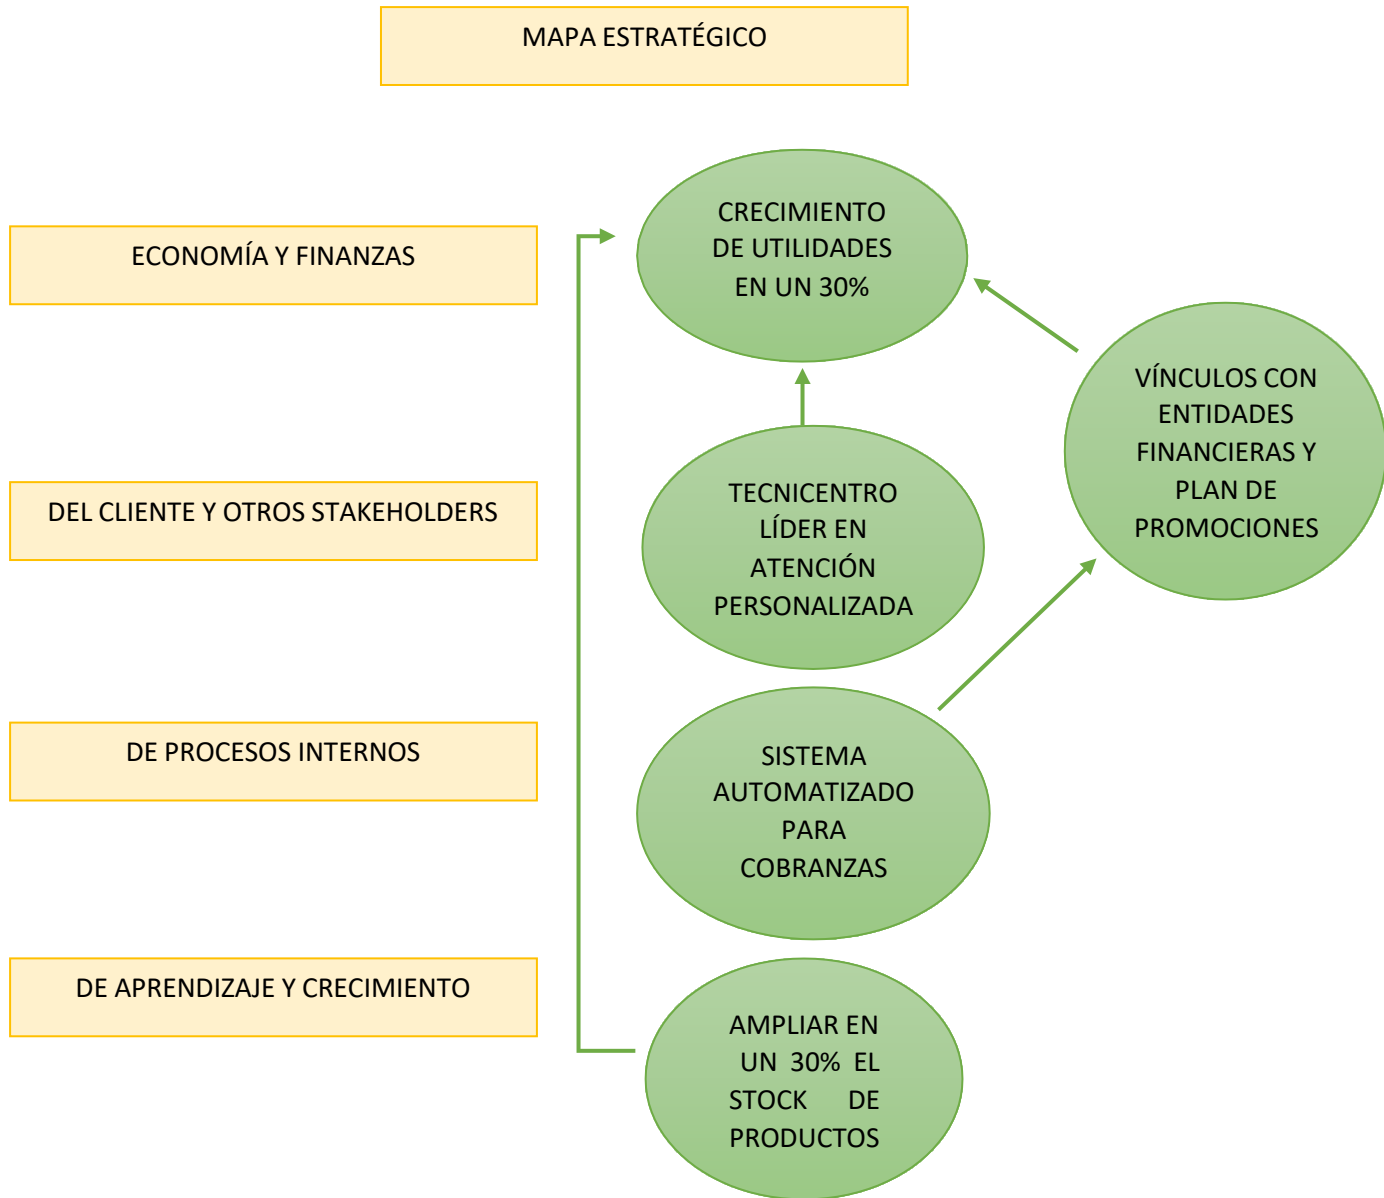 MAPA ESTRATÉGICO
ECONOMÍA Y FINANZAS
CRECIMIENTO
DE UTILIDADES
EN UN 30%
VÍNCULOS CON
ENTIDADES
FINANCIERAS Y
PLAN DE
PROMOCIONES
DEL CLIENTE Y OTROS STAKEHOLDERS
TECNICENTRO
LÍDER EN
ATENCIÓN
PERSONALIZADA
DE PROCESOS INTERNOS
SISTEMA
AUTOMATIZADO
PARA
COBRANZAS
DE APRENDIZAJE Y CRECIMIENTO
AMPLIAR EN
UN 30% EL
STOCK DE
PRODUCTOS